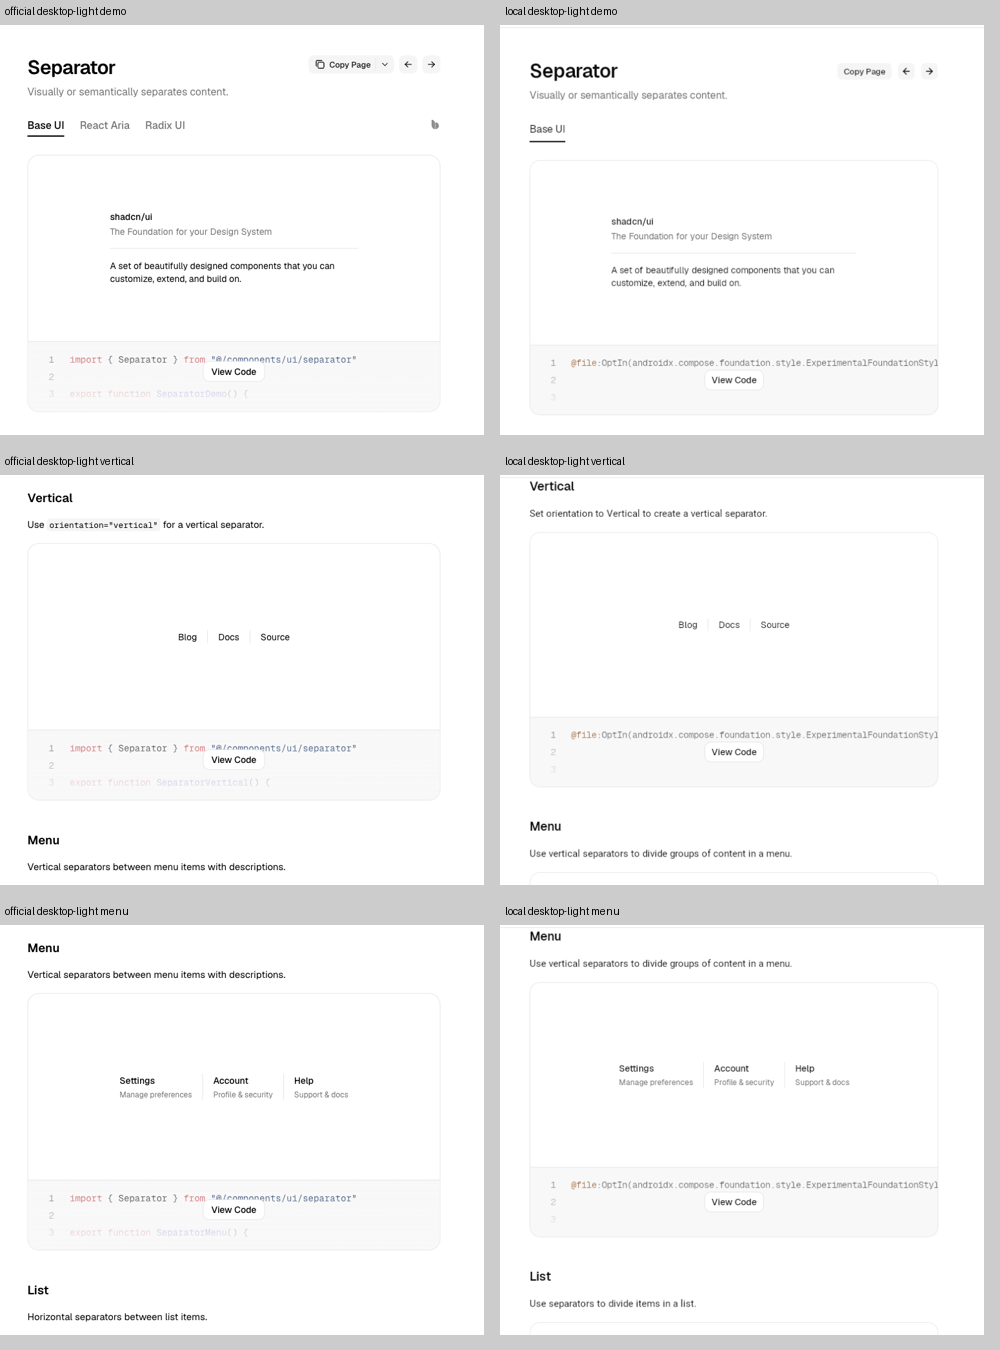 official desktop-light demo
Separator
Copy Page
Visually or semantically separates content.
Base UI React Aria Radix UI
shadcn/ui
The Foundation for your Design System
A set of beautifully designed components that you can
customize, extend, and build on.
1 import { Separator } from "@/components/ui/separator"
2
View Code
3 export function SeparatorDemo() {
local desktop-light demo
Separator
Copy Page
Visually or semantically separates content.
Base UI
shadcn/ui
The Foundation for your Design System
A set of beautifully designed components that you can
customize, extend, and build on.
1 @file:OptIn(androidx.compose.foundation.style.ExperimentalFoundationStyl
2
View Code
3
official desktop-light vertical
Vertical
Use orientation="vertical" for a vertical separator.
Blog Docs Source
1 import { Separator } from "@/components/ui/separator"
2
View Code
3 export function SeparatorVertical() {
Menu
Vertical separators between menu items with descriptions.
local desktop-light vertical
Vertical
Set orientation to Vertical to create a vertical separator.
Blog Docs Source
1 @file:OptIn(androidx.compose.foundation.style.ExperimentalFoundationStyl
2
View Code
3
Menu
Use vertical separators to divide groups of content in a menu.
official desktop-light menu
Menu
Vertical separators between menu items with descriptions.
Settings Account Help
Manage preferences Profile & security Support & docs
1 import { Separator } from "@/components/ui/separator"
2
View Code
3 export function SeparatorMenu() {
List
Horizontal separators between list items.
local desktop-light menu
Menu
Use vertical separators to divide groups of content in a menu.
Settings Account Help
Manage preferences Profile & security Support & docs
1 @file:OptIn(androidx.compose.foundation.style.ExperimentalFoundationStyl
2
View Code
3
List
Use separators to divide items in a list.